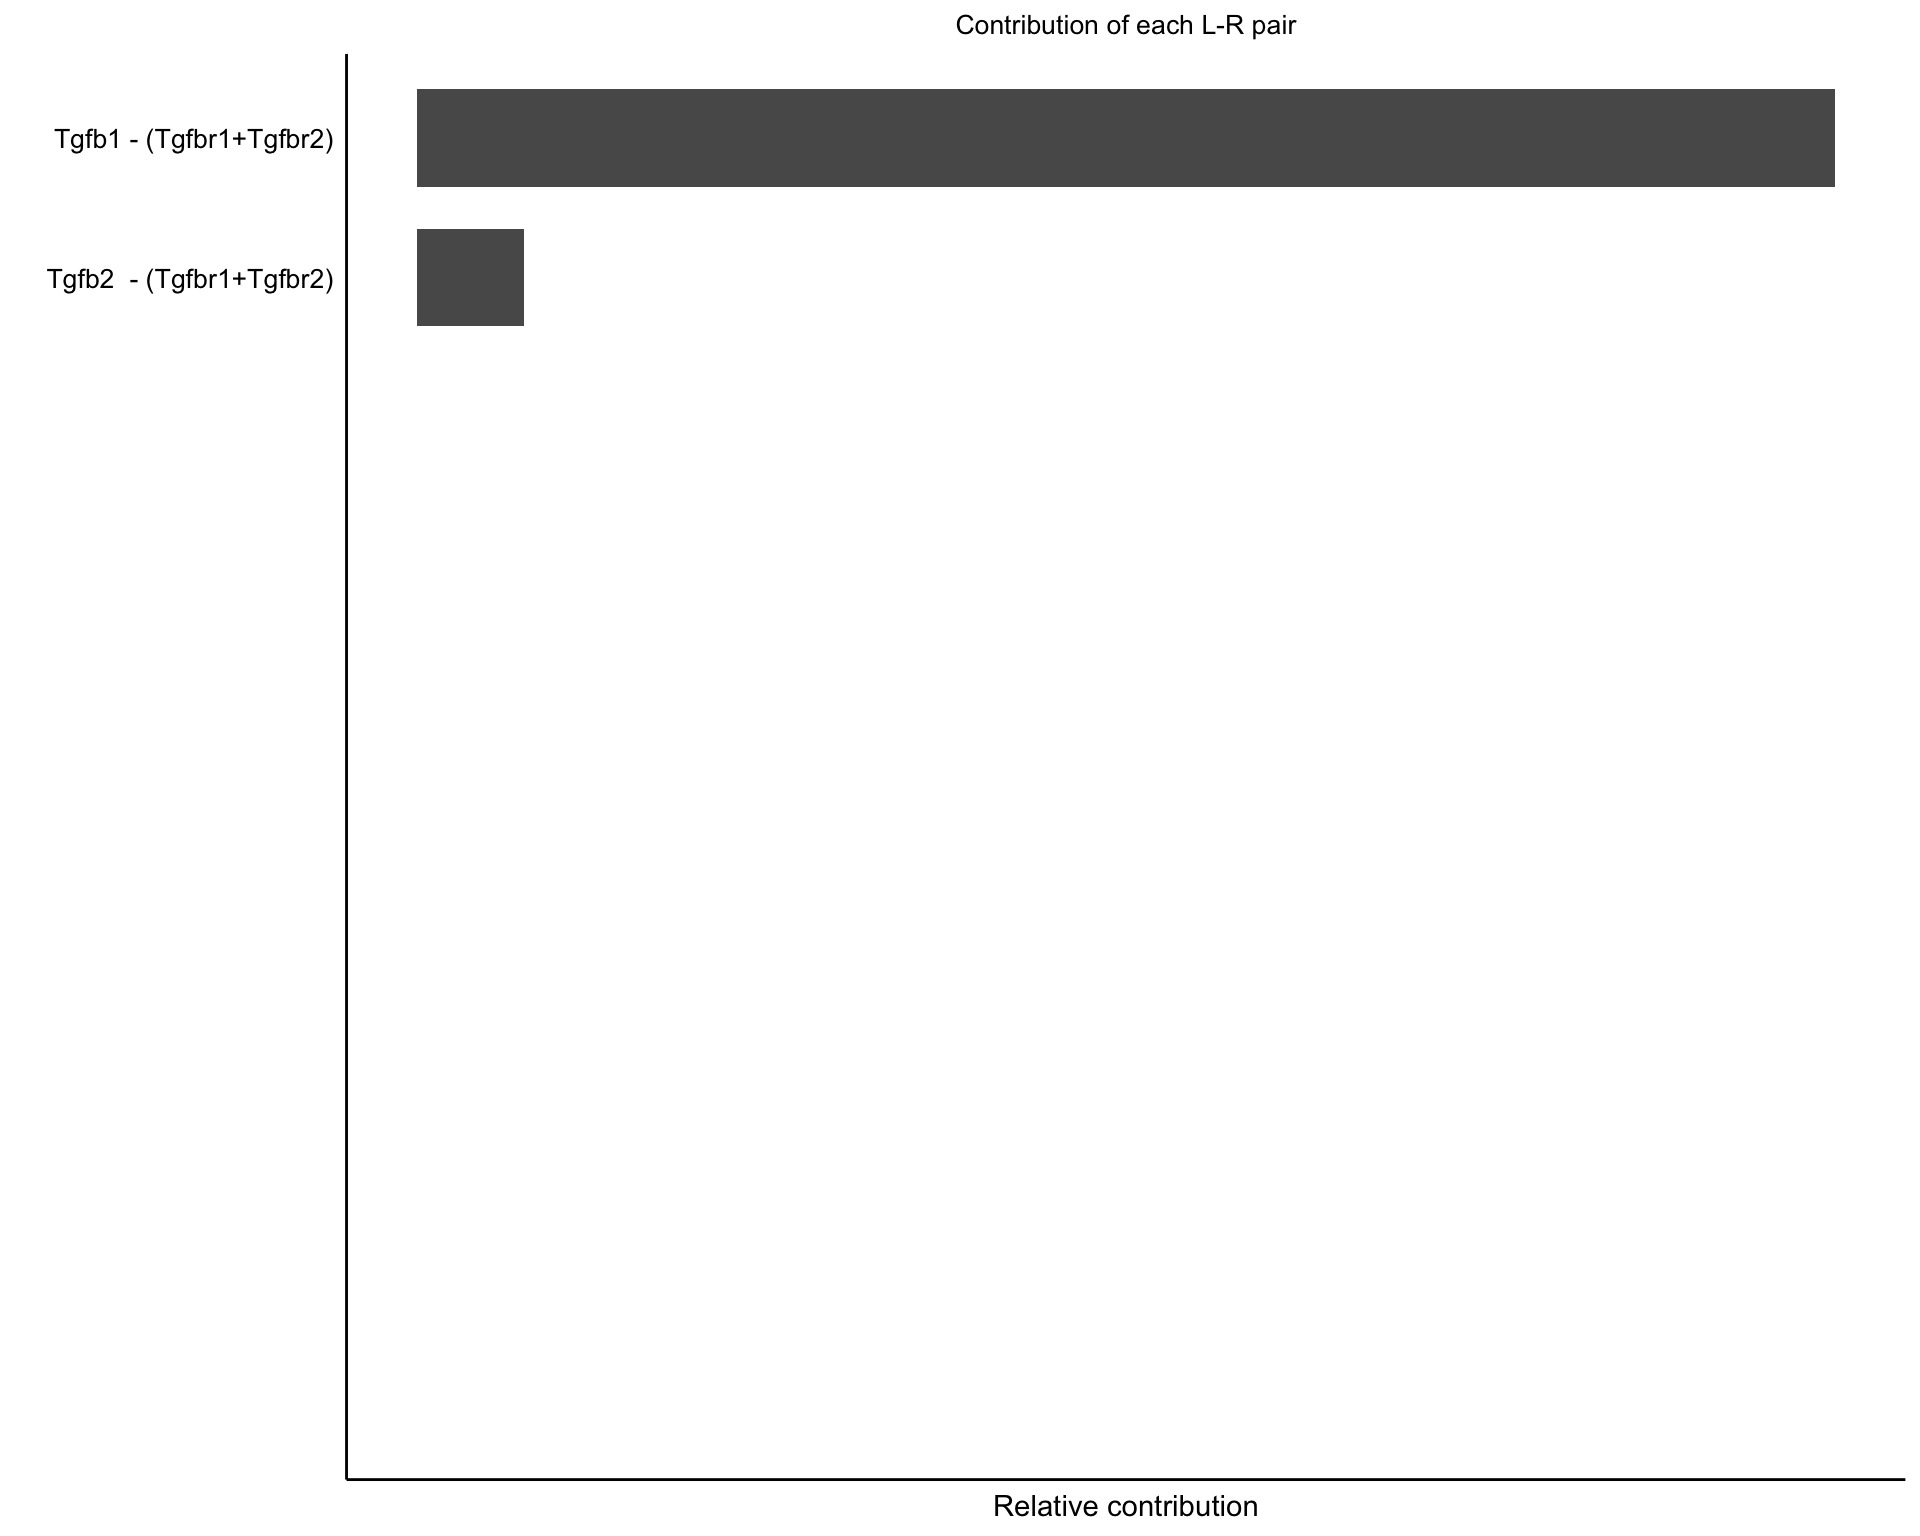 Contribution of each L-R pair
Tgfb1 - (Tgfbr1+Tgfbr2)
Tgfb2  - (Tgfbr1+Tgfbr2)
Relative contribution